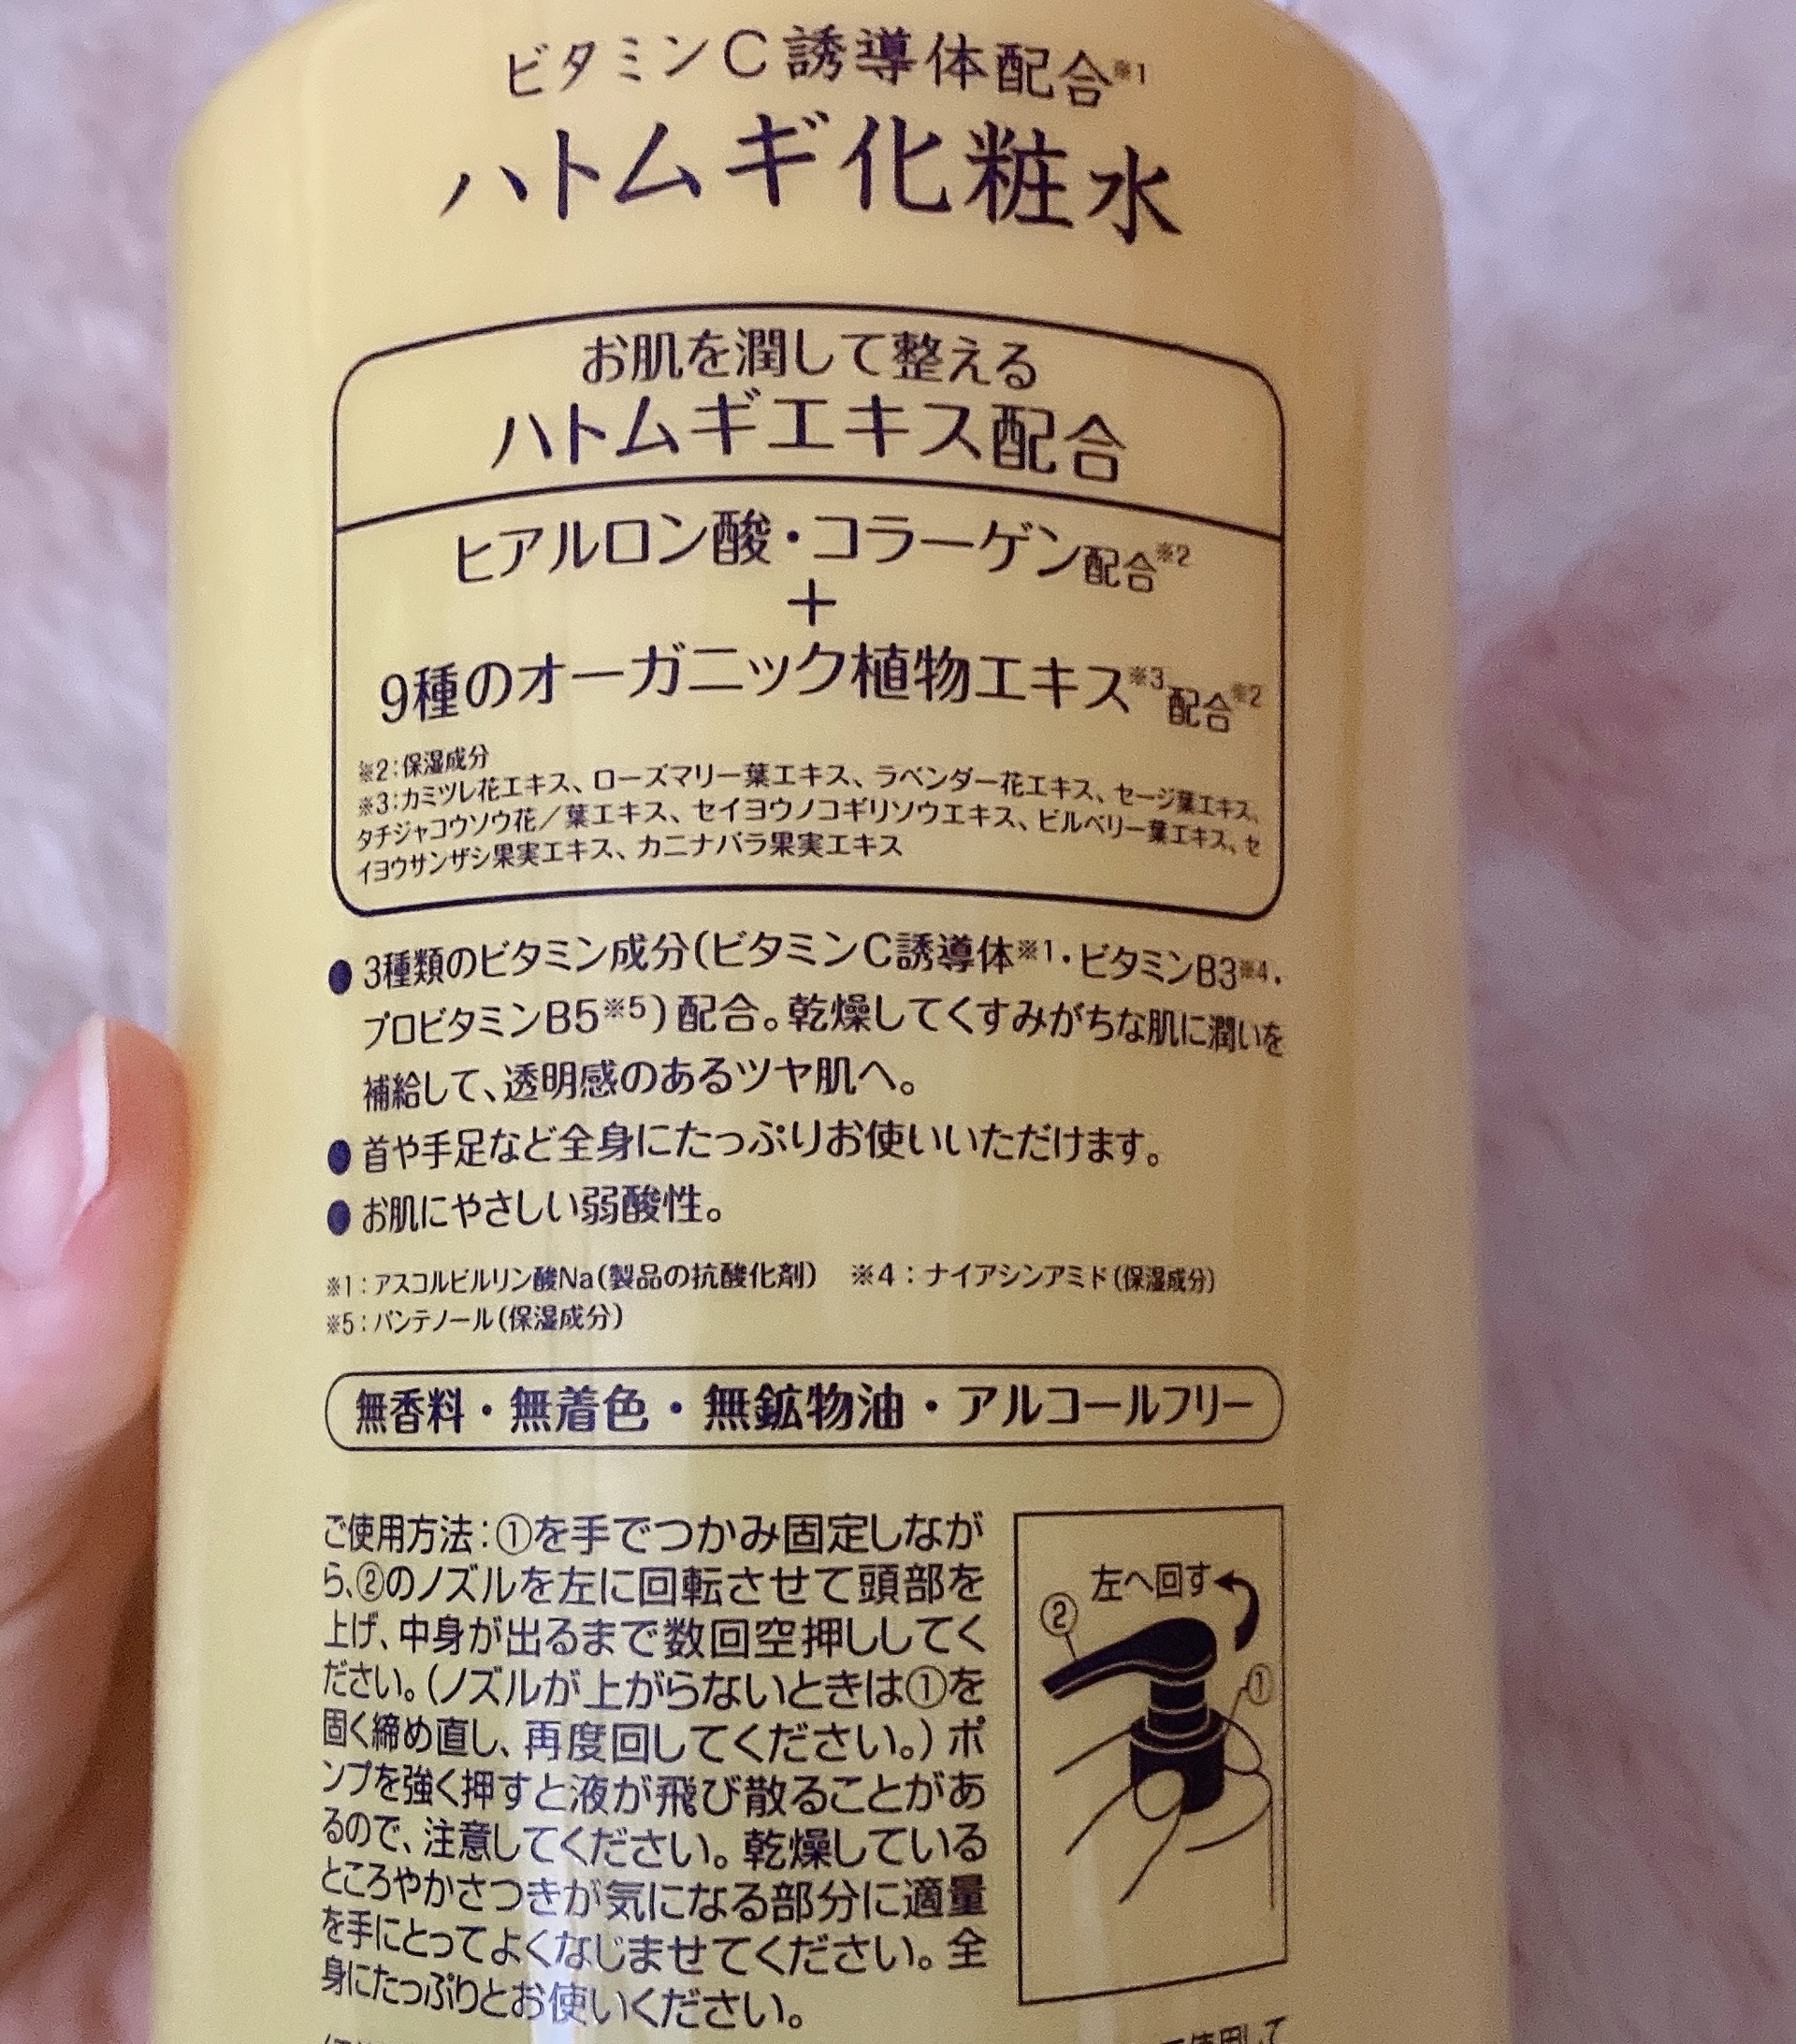 ビタミンC誘導体配合※1
ハトムギ化粧水
お肌を潤して整える
ハトムギエキス配合
ヒアルロン酸・コラーゲン配合※2
+
9種のオーガニック植物エキス※3配合※2
※2:保湿成分
※3:カミツレ花エキス、ローズマリー葉エキス、ラベンダー花エキス、セージ葉エキス、
タチジャコウソウ花/葉エキス、セイヨウノコギリソウエキス、ビルベリー葉エキス、セ
イヨウサンザシ果実エキス、カニナバラ果実エキス
●3種類のビタミン成分(ビタミンC誘導体※1・ビタミンB3※4・
プロビタミンB5※5)配合。乾燥してくすみがちな肌に潤いを
補給して、透明感のあるツヤ肌へ。
●首や手足など全身にたっぷりお使いいただけます。
●お肌にやさしい弱酸性。
※1:アスコルビルリン酸Na(製品の抗酸化剤) ※4:ナイアシンアミド(保湿成分)
※5:パンテノール(保湿成分)
無香料・無着色・無鉱物油・アルコールフリー
ご使用方法:①を手でつかみ固定しなが
ら、②のノズルを左に回転させて頭部を
上げ、中身が出るまで数回空押ししてく
ださい。(ノズルが上がらないときは①を
固く締め直し、再度回してください。)ポ
ンプを強く押すと液が飛び散ることがあ
るので、注意してください。乾燥している
ところやかさつきが気になる部分に適量
を手にとってよくなじませてください。全
身にたっぷりとお使いください。
左へ回す
②
①